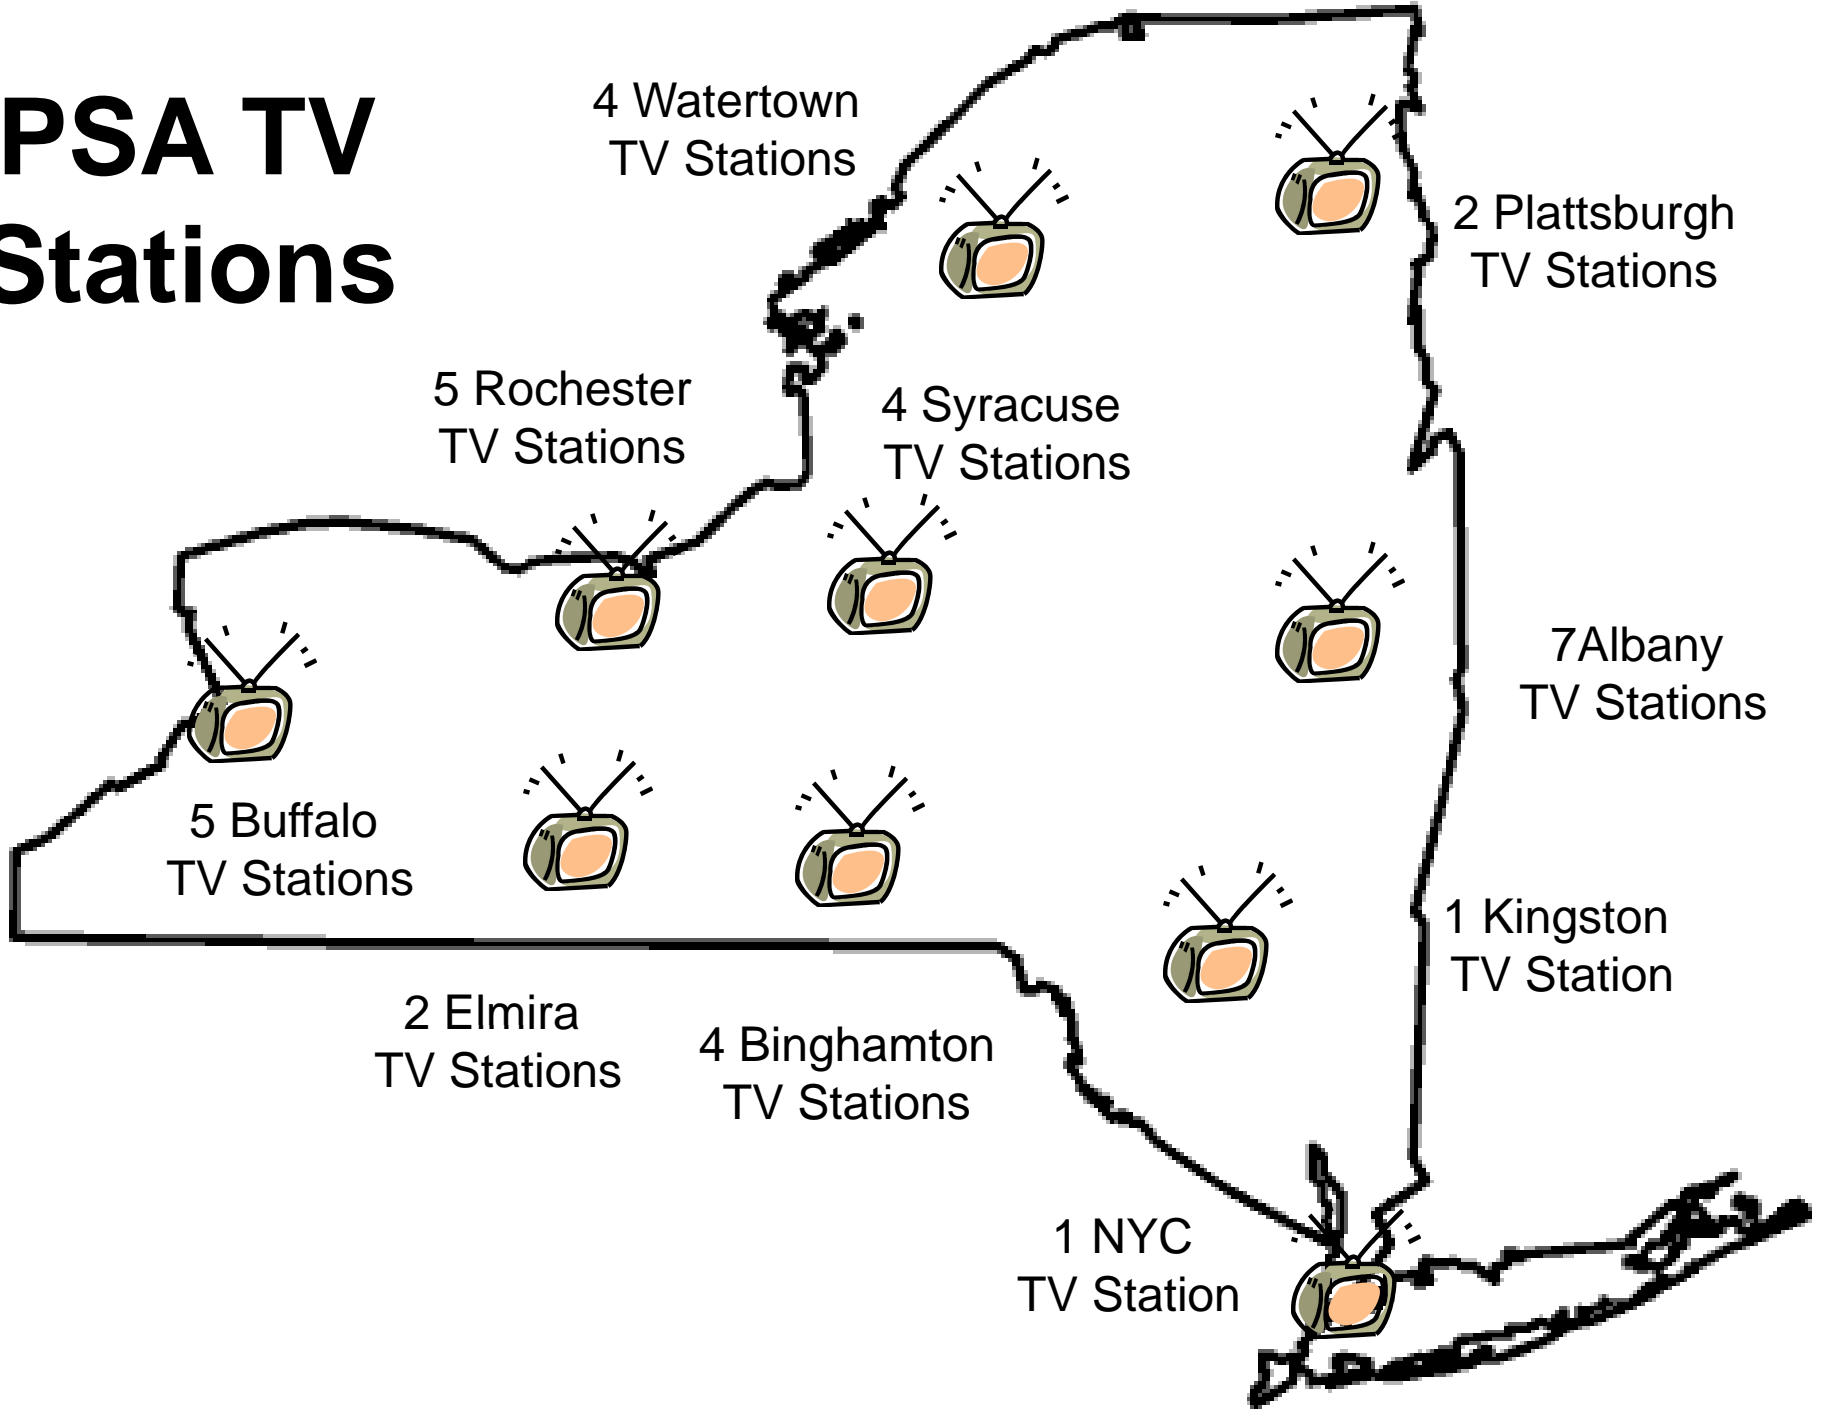 PSA TV
Stations
4 Watertown
TV Stations
2 Plattsburgh
TV Stations
5 Rochester
TV Stations
4 Syracuse
TV Stations
7Albany
TV Stations
5 Buffalo
TV Stations
1 Kingston
TV Station
2 Elmira
TV Stations
4 Binghamton
TV Stations
1 NYC
TV Station